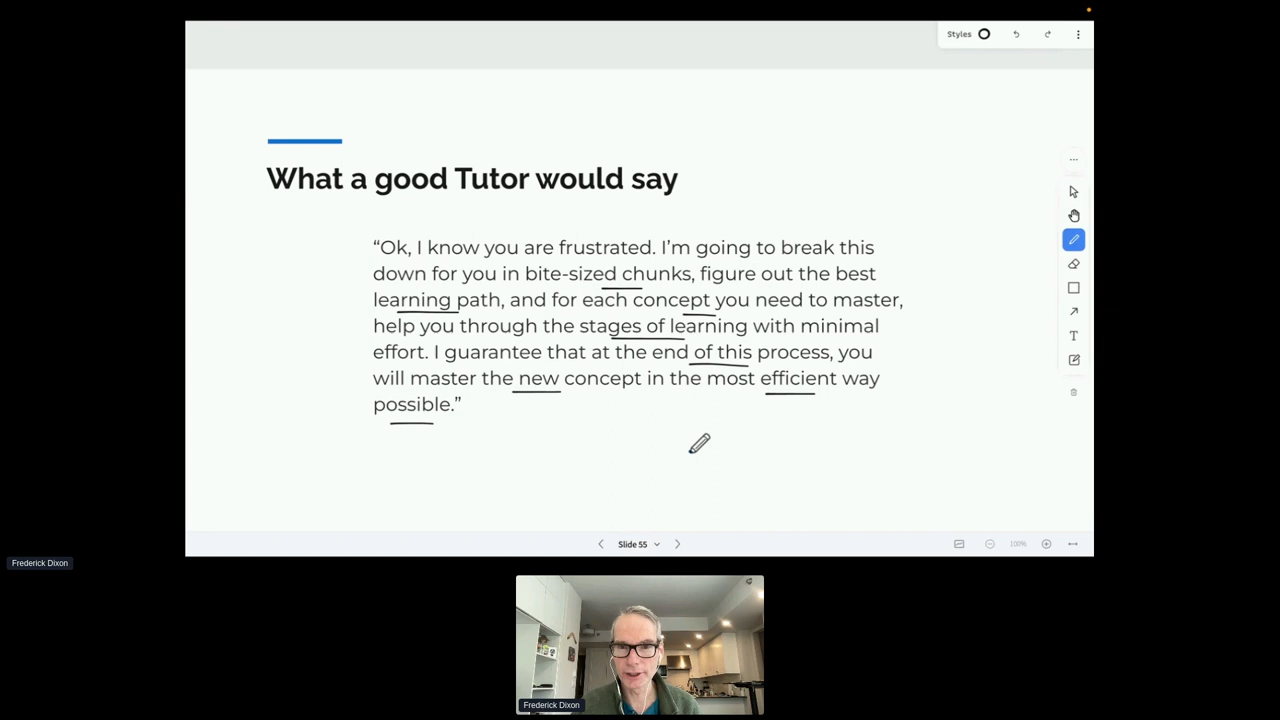 Styles
What a good Tutor would say
“Ok, I know you are frustrated. I’m going to break this
down for you in bite-sized chunks, figure out the best
learning path, and for each concept you need to master,
help you through the stages of learning with minimal
effort. I guarantee that at the end of this process, you
will master the new concept in the most efficient way
possible.”
T
Slide 55
100%
Frederick Dixon
Frederick Dixon